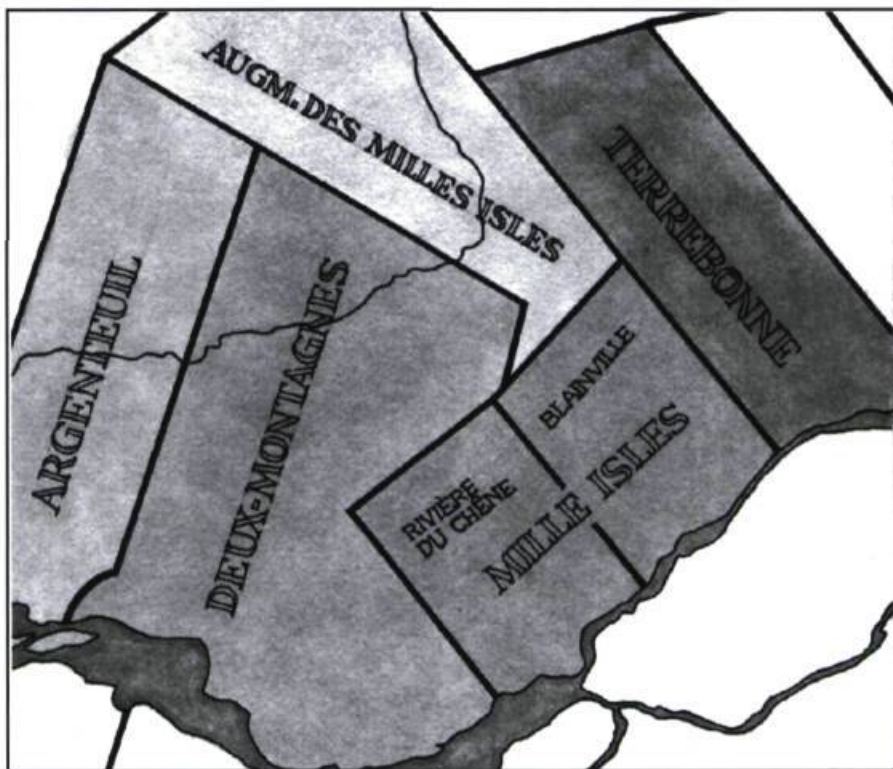 AUGM. DES MILLES ISLES
TERREBONNE
ARGENTEUIL
DEUX-MONTAGNES
BLAINVILLE
RIVIÈRE
DU CHÊNE
MILLE ISLES